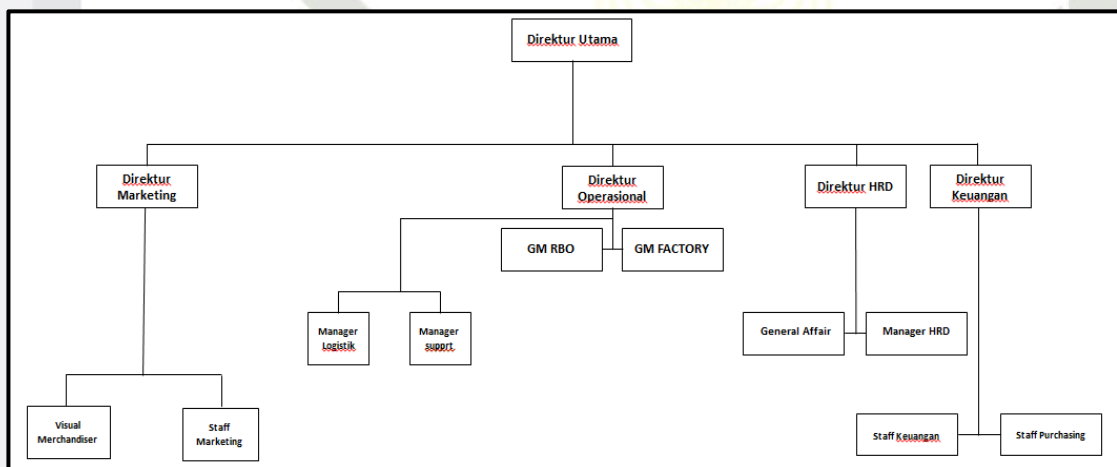 Direktur Utama
Direktur
Marketing
Direktur
Operasional
Direktur HRD
Direktur
Keuangan
GM RBO
GM FACTORY
Manager
Logistik
Manager
supprt
General Affair
Manager HRD
Visual
Merchandiser
Staff
Marketing
Staff Keuangan
Staff Purchasing